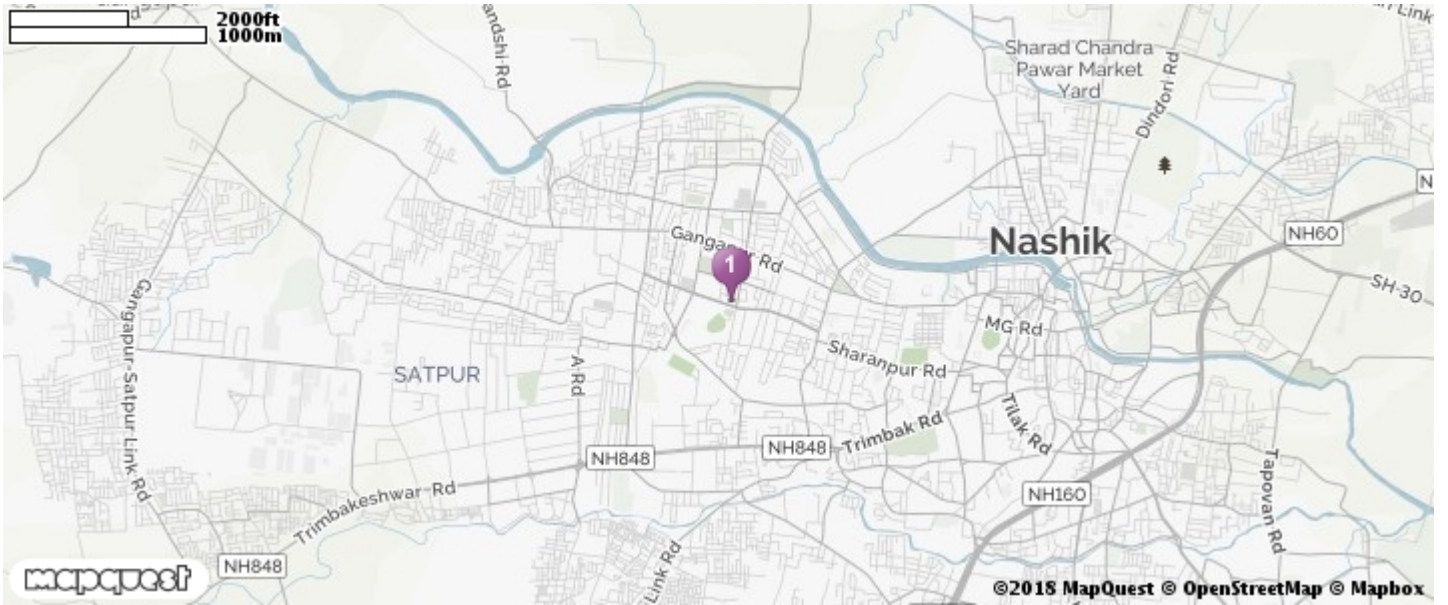 2000ft
1000m
andshi Rd
Link
Sharad Chandra
Pawar Market
Yard
Dindori Rd
N
NH60
Nashik
Gangapur Rd
1
SH 30
Gangapur-Satpur Link Rd
MG Rd
Sharanpur Rd
SATPUR
A Rd
Tilak Rd
Trimbak Rd
NH848
NH848
Tapovan Rd
NH160
Trimbakeshwar Rd
Link Rd
NH848
mapquest
©2018 MapQuest © OpenStreetMap © Mapbox